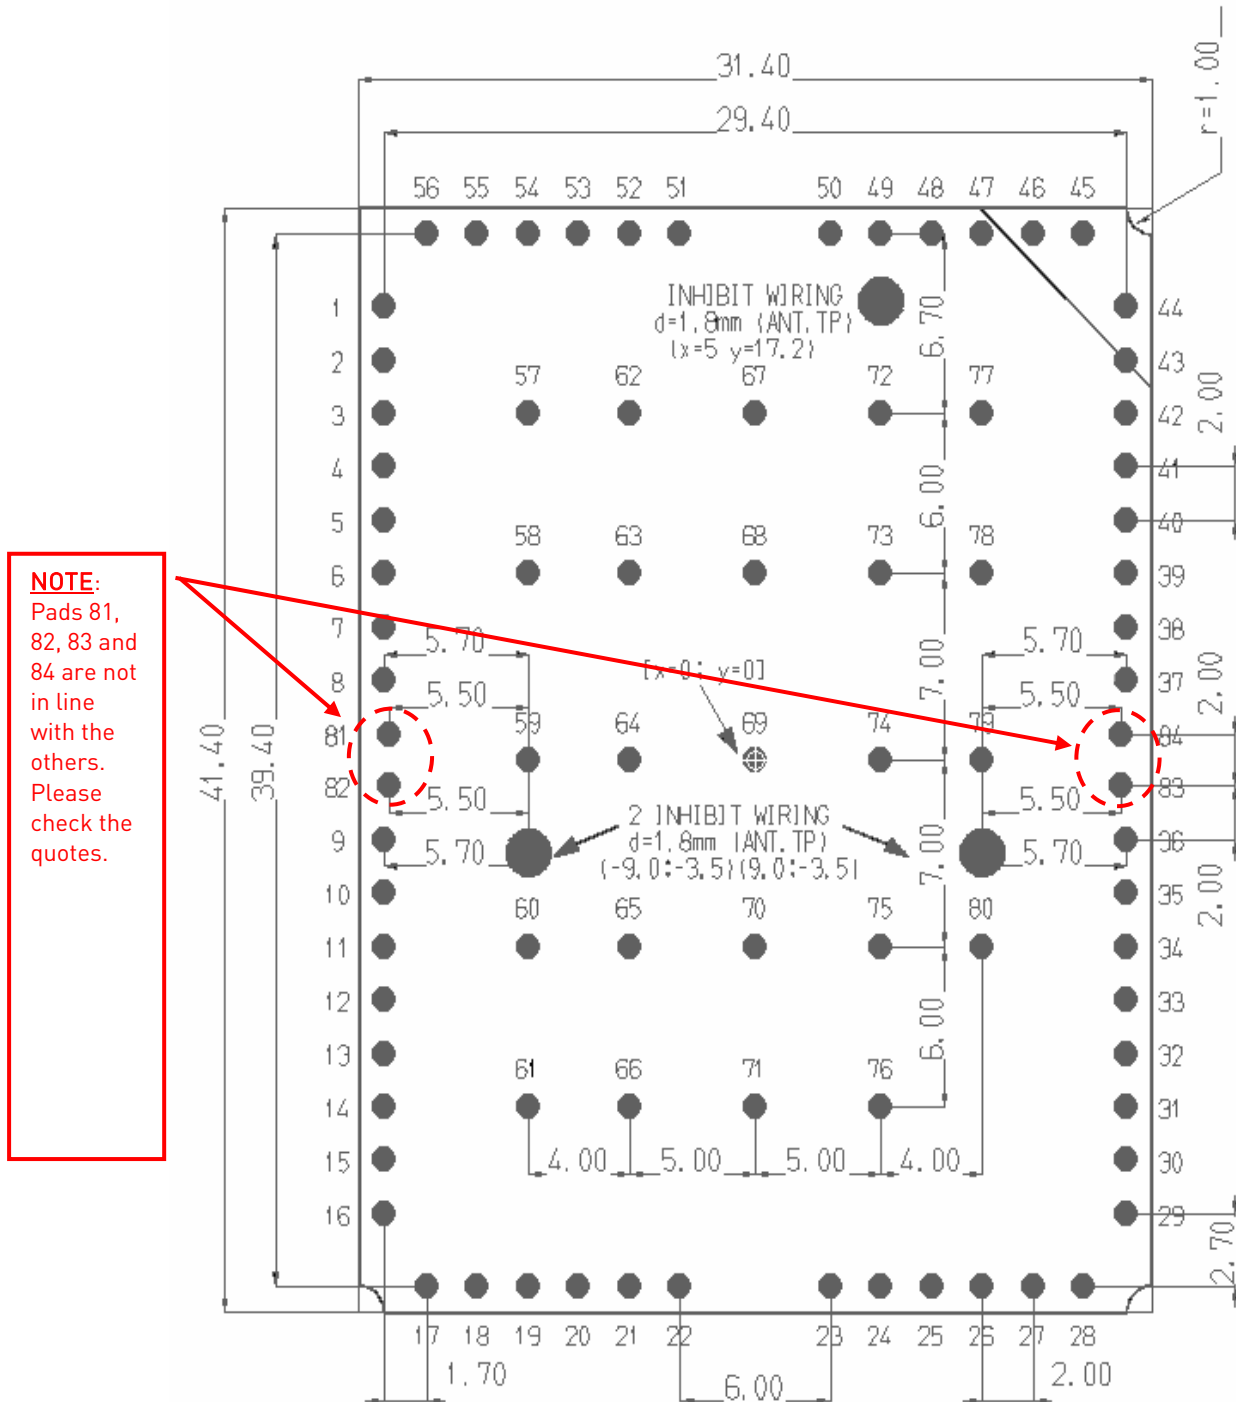 31.40
29.40
r=1.00
56 55 54 53 52 51 50 49 48 47 46 45
INHIBIT WIRING
d=1.8mm (ANT.TP)
(x=5 y=17.2)
6.70
1
44
2
43
57 62 67 72 77
3
42
2.00
4
41
6.00
5
40
58 63 68 73 78
6
39
NOTE:
Pads 81,
82, 83 and
84 are not
in line
with the
others.
Please
check the
quotes.
7
38
5.70
5.70
[x=0; y=0]
7.00
8
37
2.00
5.50
5.50
81
59 64 69 74 79
84
41.40
39.40
82
83
5.50
5.50
2 INHIBIT WIRING
d=1.8mm (ANT.TP)
(-9.0;-3.5)(9.0;-3.5)
9
36
5.70
5.70
7.00
2.00
10
35
60 65 70 75 80
11
34
12
33
6.00
13
32
61 66 71 76
14
31
4.00 5.00 5.00 4.00
15
30
16
29
2.70
17 18 19 20 21 22 23 24 25 26 27 28
1.70
6.00
2.00